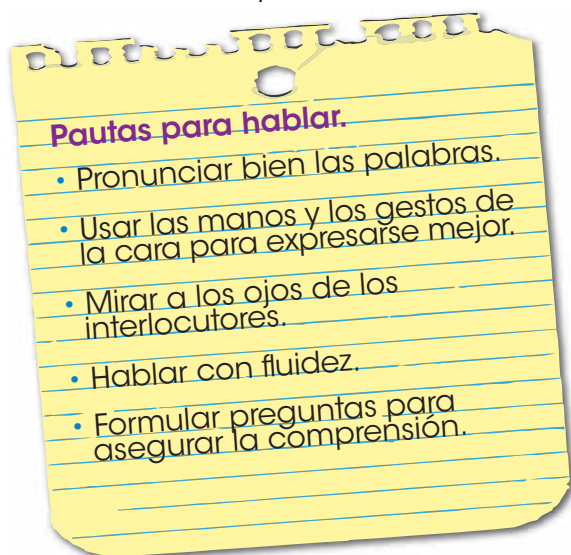 Pautas para hablar.
• Pronunciar bien las palabras.
• Usar las manos y los gestos de
la cara para expresarse mejor.
• Mirar a los ojos de los
interlocutores.
• Hablar con fluidez.
• Formular preguntas para
asegurar la comprensión.